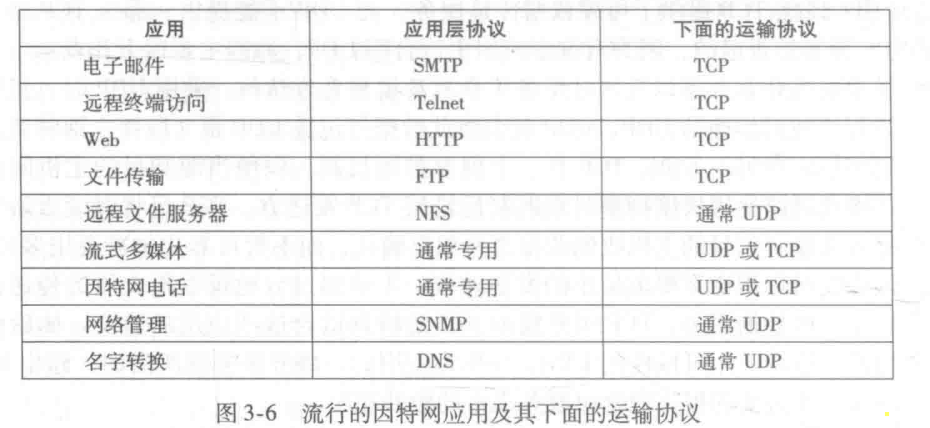 应用 应用层协议 下面的运输协议
电子邮件 SMTP TCP
远程终端访问 Telnet TCP
Web HTTP TCP
文件传输 FTP TCP
远程文件服务器 NFS 通常 UDP
流式多媒体 通常专用 UDP 或 TCP
因特网电话 通常专用 UDP 或 TCP
网络管理 SNMP 通常 UDP
名字转换 DNS 通常 UDP
图 3-6 流行的因特网应用及其下面的运输协议